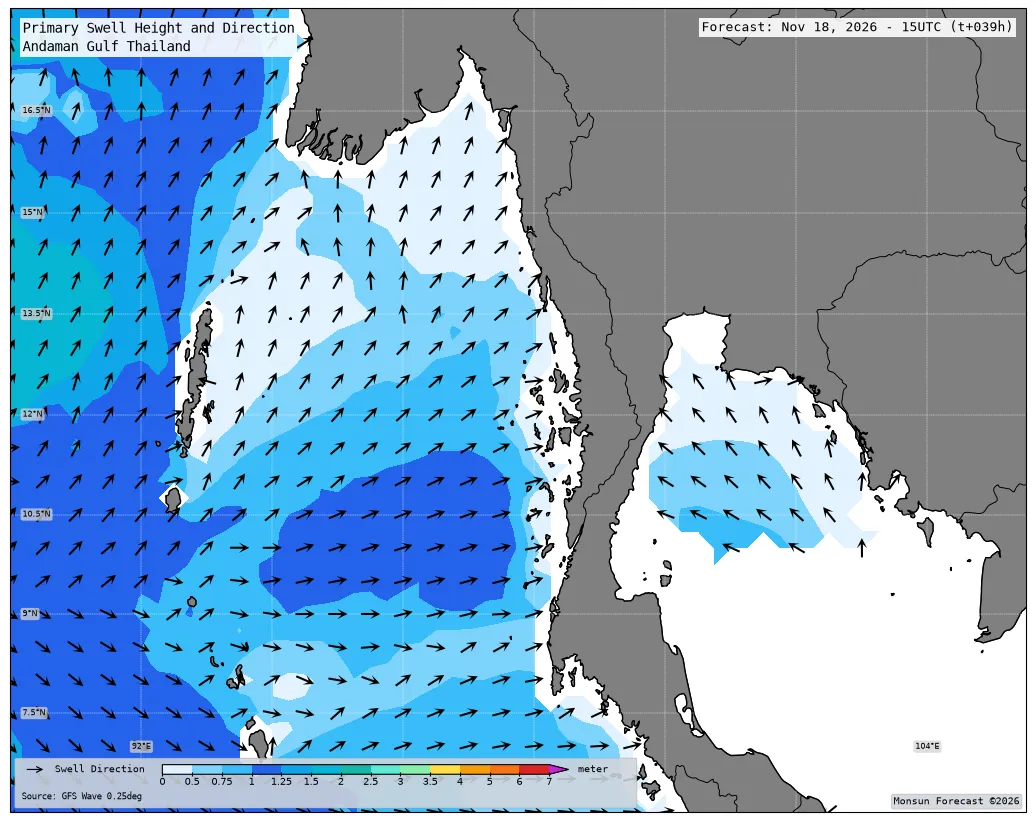 Primary Swell Height and Direction
Andaman Gulf Thailand
Forecast: Nov 18, 2026 - 15UTC (t+039h)
16.5°N
15°N
13.5°N
12°N
10.5°N
9°N
7.5°N
92°E
104°E
Swell Direction
0 0.5 0.75 1.25 1.5 2 2.5 3 3.5 4 5 6 7
meter
Source: GFS Wave 0.25deg
Monsun Forecast ©2026